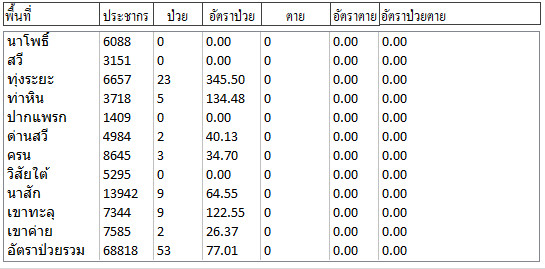 พื้นที่ ประชากร ป่วย อัตราป่วย ตาย อัตราตาย อัตราป่วยตาย
นาโพธิ์ 6088 0 0.00 0 0.00 0.00
สวี 3151 0 0.00 0 0.00 0.00
ทุ่งระยะ 6657 23 345.50 0 0.00 0.00
ท่าหิน 3718 5 134.48 0 0.00 0.00
ปากแพรก 1409 0 0.00 0 0.00 0.00
ด่านสวี 4984 2 40.13 0 0.00 0.00
ครน 8645 3 34.70 0 0.00 0.00
วิสัยใต้ 5295 0 0.00 0 0.00 0.00
นาสัก 13942 9 64.55 0 0.00 0.00
เขาทะลุ 7344 9 122.55 0 0.00 0.00
เขาค่าย 7585 2 26.37 0 0.00 0.00
อัตราป่วยรวม 68818 53 77.01 0 0.00 0.00